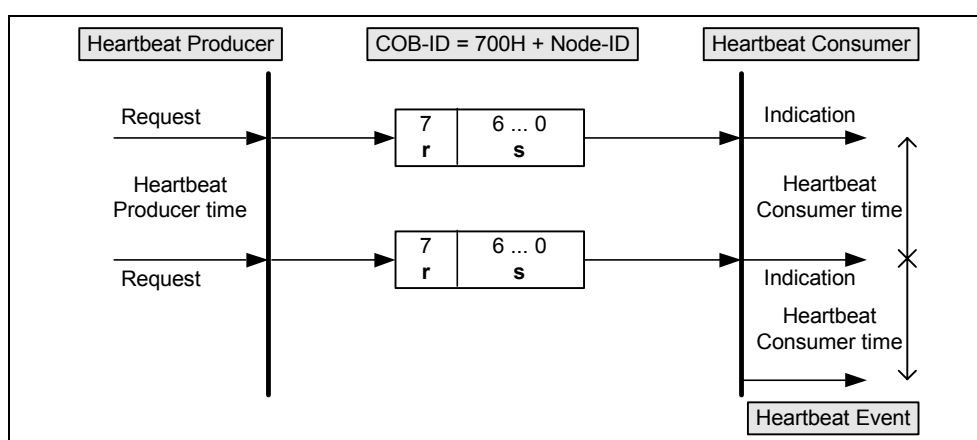 Heartbeat Producer
COB-ID = 700H + Node-ID
Heartbeat Consumer
Request
7
6 ... 0
r
s
Indication
Heartbeat
Producer time
Heartbeat
Consumer time
Request
7
6 ... 0
r
s
Indication
Heartbeat
Consumer time
Heartbeat Event